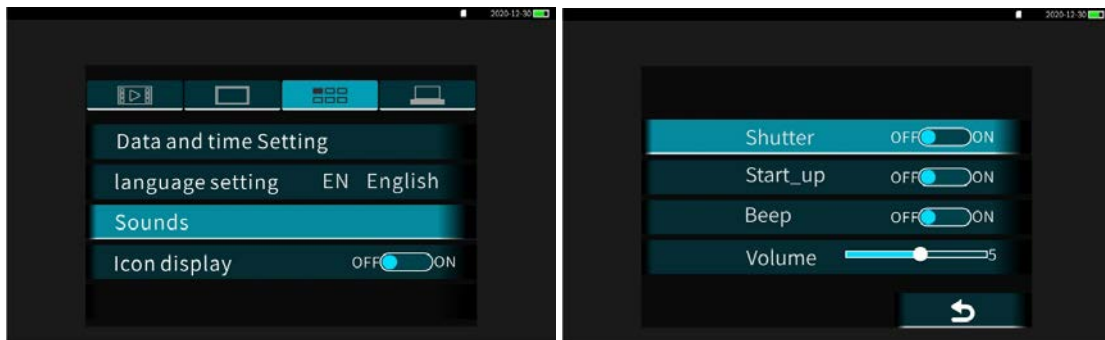 2020-12-30
Data and time Setting
language setting EN English
Sounds
Icon display OFF ON
2020-12-30
Shutter OFF ON
Start_up OFF ON
Beep OFF ON
Volume 5